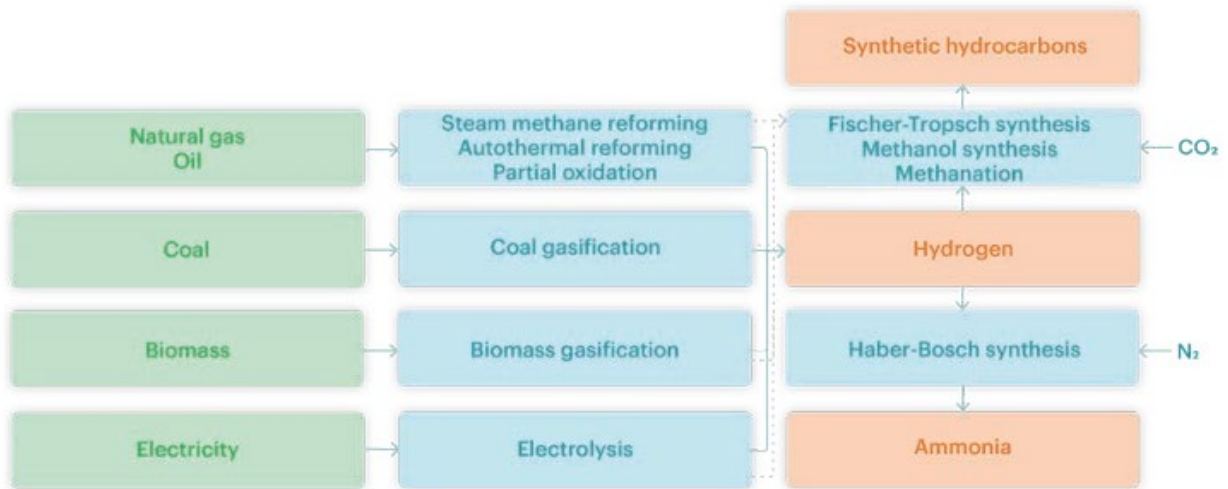 Synthetic hydrocarbons
Natural gas
Oil
Steam methane reforming
Autothermal reforming
Partial oxidation
Fischer-Tropsch synthesis
Methanol synthesis
Methanation
CO₂
Coal
Coal gasification
Hydrogen
Biomass
Biomass gasification
Haber-Bosch synthesis
N₂
Electricity
Electrolysis
Ammonia